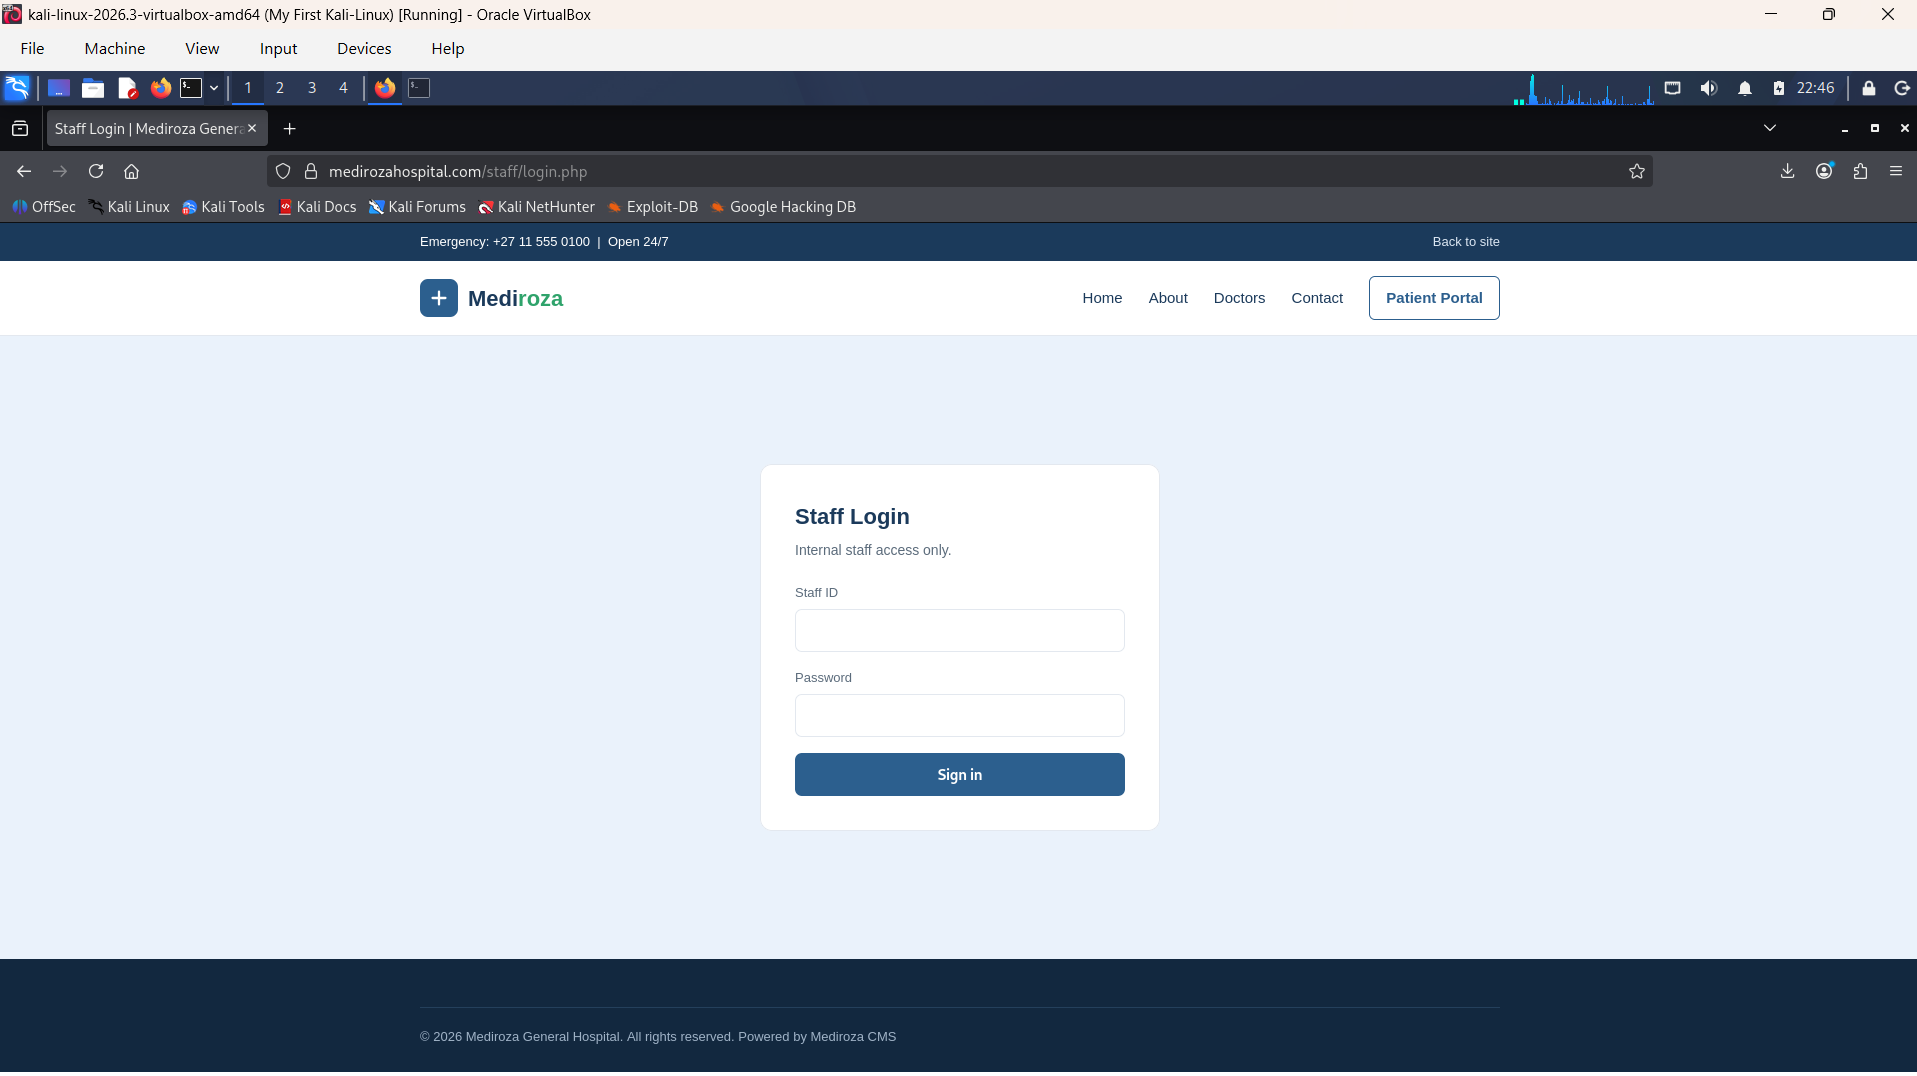 kali-linux-2026.3-virtualbox-amd64 (My First Kali-Linux) [Running] - Oracle VirtualBox
File Machine View Input Devices Help
1 2 3 4 22:46
Staff Login | Mediroza Genera
medirozahospital.com/staff/login.php
OffSec Kali Linux Kali Tools Kali Docs Kali Forums Kali NetHunter Exploit-DB Google Hacking DB
Emergency: +27 11 555 0100 | Open 24/7 Back to site
Mediroza Home About Doctors Contact Patient Portal
Staff Login
Internal staff access only.
Staff ID
Password
Sign in
© 2026 Mediroza General Hospital. All rights reserved. Powered by Mediroza CMS